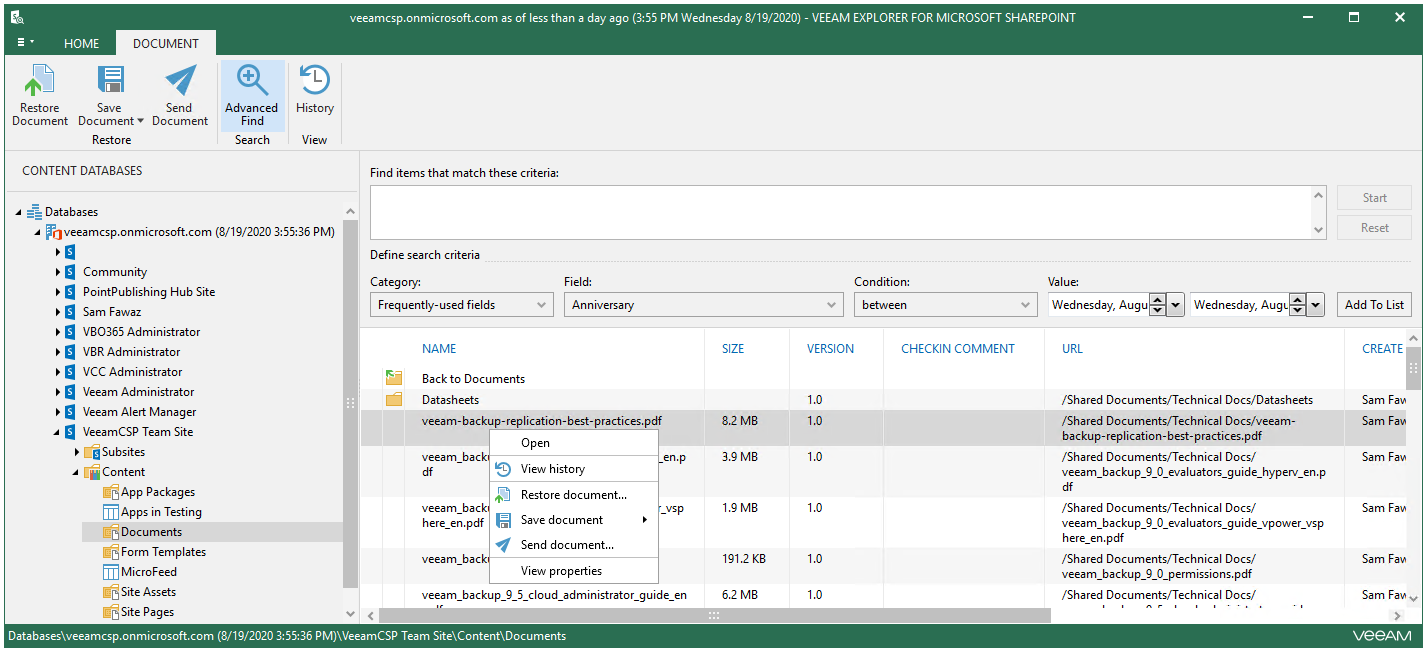 veeamcsp.onmicrosoft.com as of less than a day ago (3:55 PM Wednesday 8/19/2020) - VEEAM EXPLORER FOR MICROSOFT SHAREPOINT
HOME DOCUMENT
Restore Document
Save Document
Send Document
Advanced Find
History
Restore
Search
View
CONTENT DATABASES
Databases
veeamcsp.onmicrosoft.com (8/19/2020 3:55:36 PM)
Community
PointPublishing Hub Site
Sam Fawaz
VBO365 Administrator
VBR Administrator
VCC Administrator
Veeam Administrator
Veeam Alert Manager
VeeamCSP Team Site
Subsites
Content
App Packages
Apps in Testing
Documents
Form Templates
MicroFeed
Site Assets
Site Pages
Find items that match these criteria:
Start
Reset
Define search criteria
Category: Field: Condition: Value:
Frequently-used fields Anniversary between Wednesday, Augu Wednesday, Augu Add To List
NAME SIZE VERSION CHECKIN COMMENT URL CREATE
Back to Documents
Datasheets 1.0 /Shared Documents/Technical Docs/Datasheets Sam Faw
veeam-backup-replication-best-practices.pdf 8.2 MB 1.0 /Shared Documents/Technical Docs/veeam- Sam Faw
backup-replication-best-practices.pdf
veeam_back _en.p 3.9 MB 1.0 /Shared Documents/Technical Docs/ Sam Faw
df veeam_backup_9_0_evaluators_guide_hyperv_en.p
df
veeam_back r_vsp 1.9 MB 1.0 /Shared Documents/Technical Docs/ Sam Faw
here_en.pdf veeam_backup_9_0_evaluators_guide_vpower_vsp
here_en.pdf
veeam_back 191.2 KB 1.0 /Shared Documents/Technical Docs/ Sam Faw
veeam_backup_9_0_permissions.pdf
veeam_backup_9_5_cloud_administrator_guide_en 6.2 MB 1.0 /Shared Documents/Technical Docs/ Sam Faw
Open
View history
Restore document...
Save document
Send document...
View properties
Databases\veeamcsp.onmicrosoft.com (8/19/2020 3:55:36 PM)\VeeamCSP Team Site\Content\Documents
VEEAM